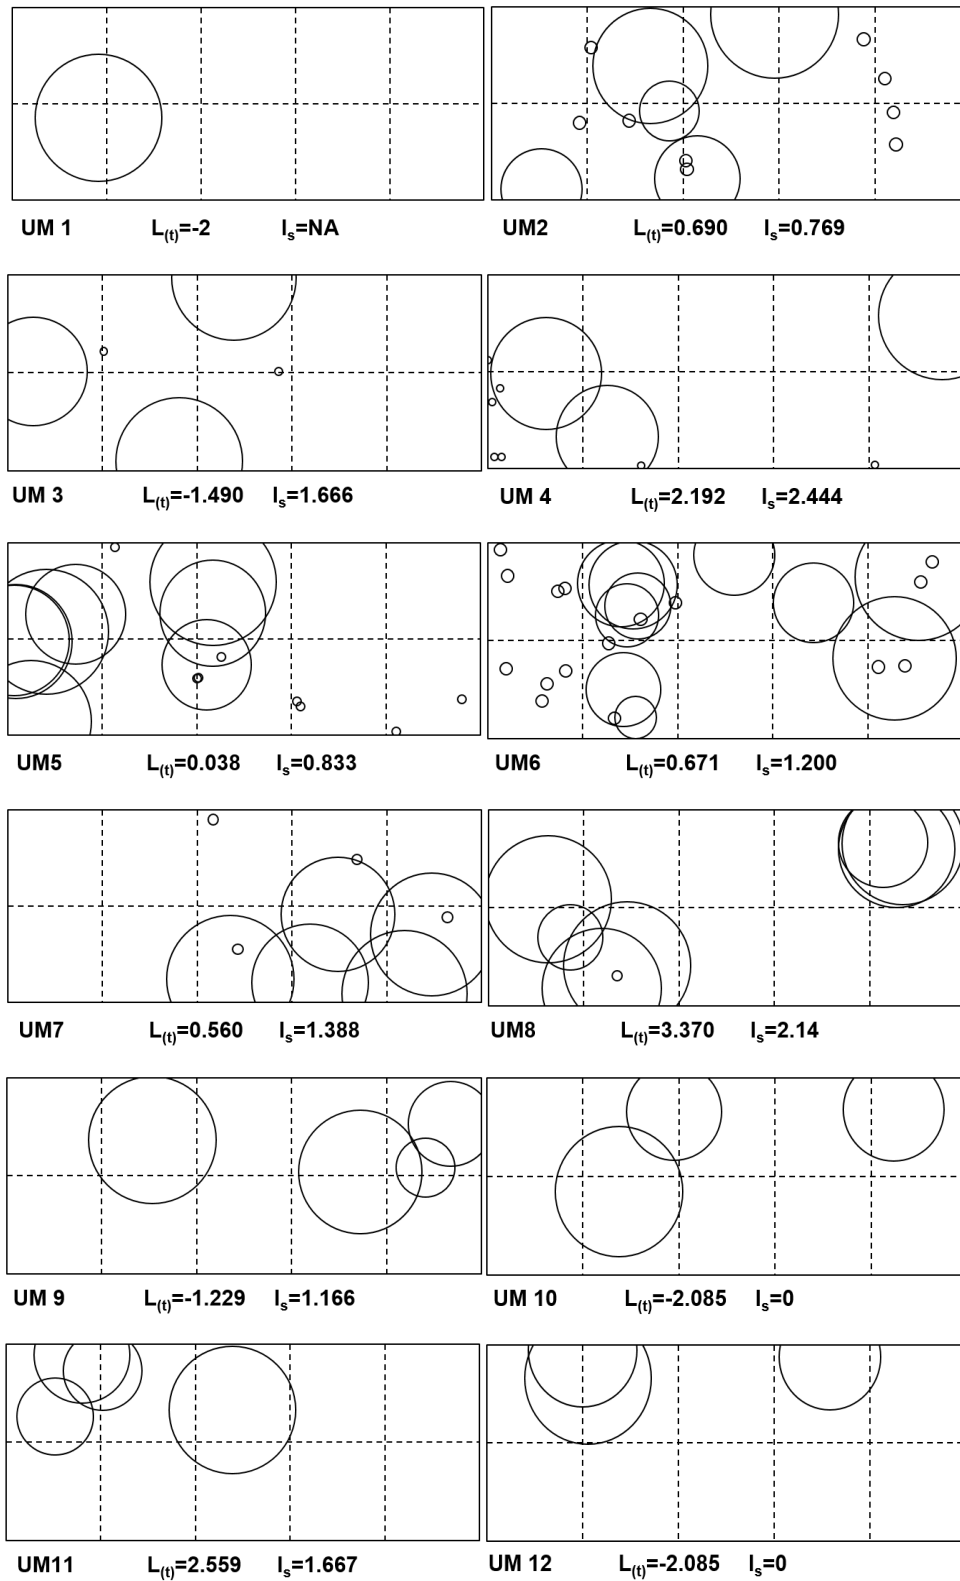 UM 1 L(t)=-2 Is=NA
UM2 L(t)=0.690 Is=0.769
UM 3 L(t)=-1.490 Is=1.666
UM 4 L(t)=2.192 Is=2.444
UM5 L(t)=0.038 Is=0.833
UM6 L(t)=0.671 Is=1.200
UM7 L(t)=0.560 Is=1.388
UM8 L(t)=3.370 Is=2.14
UM 9 L(t)=-1.229 Is=1.166
UM 10 L(t)=-2.085 Is=0
UM11 L(t)=2.559 Is=1.667
UM 12 L(t)=-2.085 Is=0